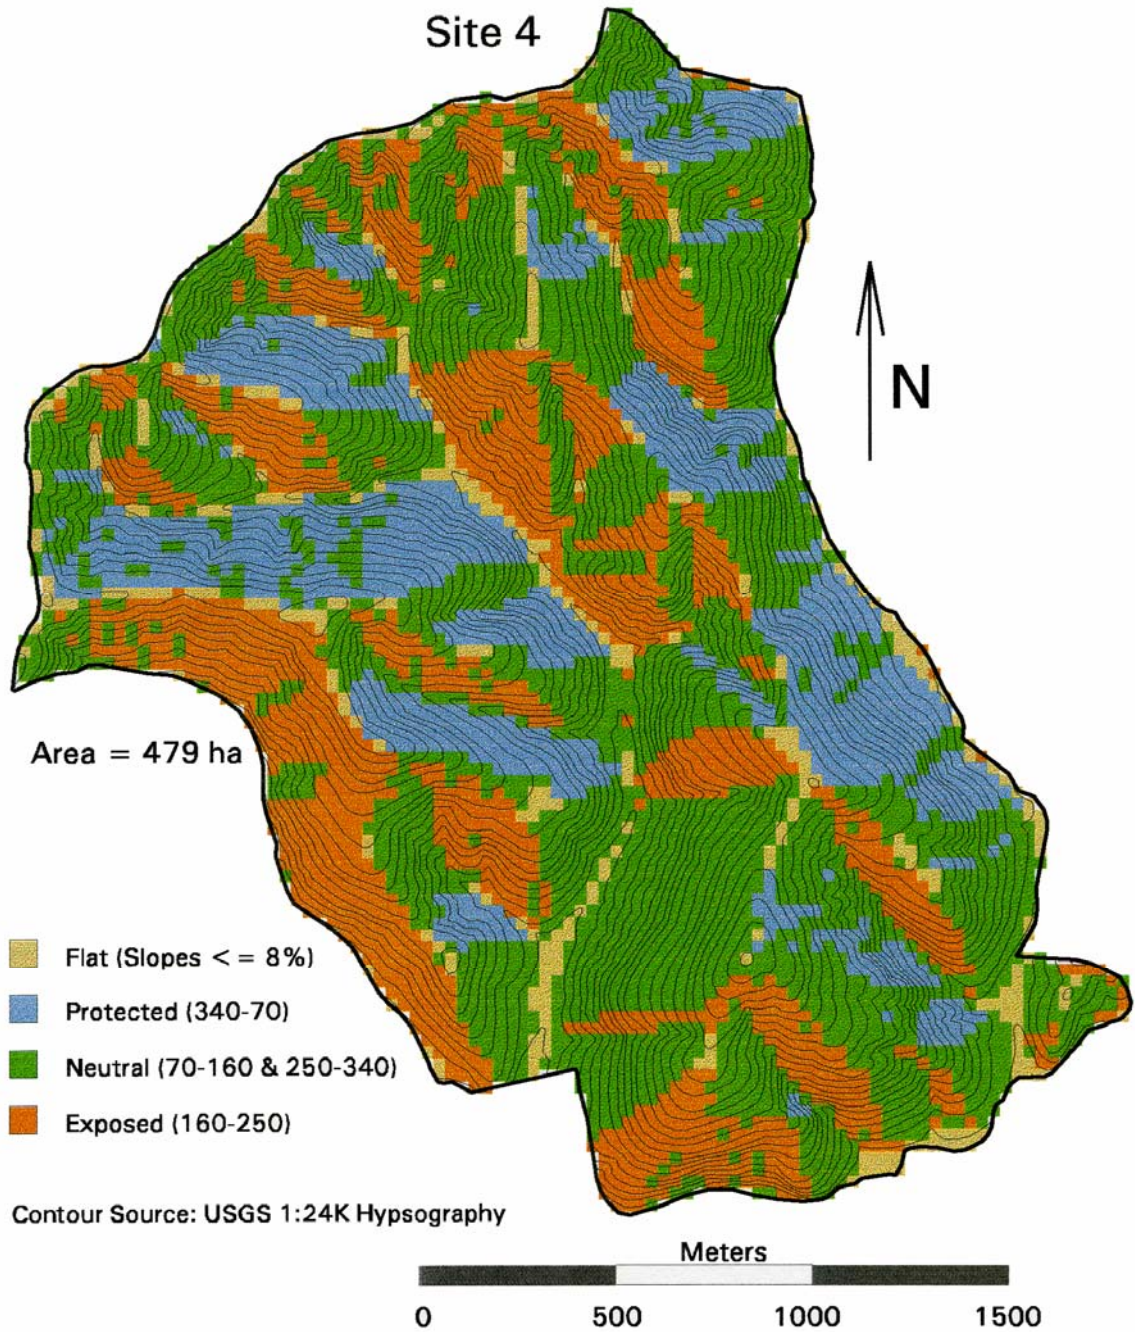 Site 4
N
Area = 479 ha
Flat (Slopes < = 8%)
Protected (340-70)
Neutral (70-160 & 250-340)
Exposed (160-250)
Contour Source: USGS 1:24K Hypsography
Meters
0 500 1000 1500